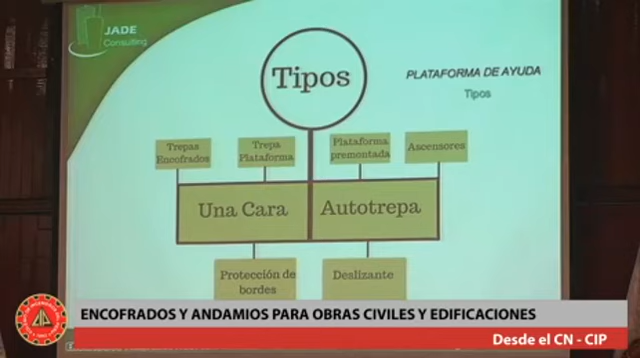 JADE
Consulting
Tipos
PLATAFORMA DE AYUDA
Tipos
Trepas
Encofrados
Trepa
Plataforma
Plataforma
premontada
Ascensores
Una Cara
Autotrepa
Protección de
bordes
Deslizante
ENCOFRADOS Y ANDAMIOS PARA OBRAS CIVILES Y EDIFICACIONES
Desde el CN - CIP